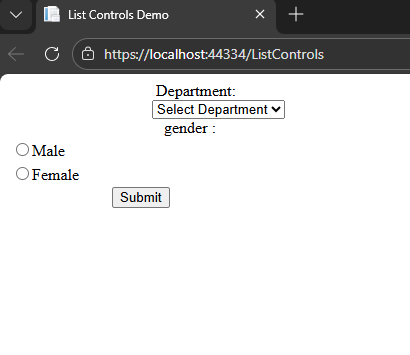 List Controls Demo
https://localhost:44334/ListControls
Department:
Select Department
gender :
Male
Female
Submit